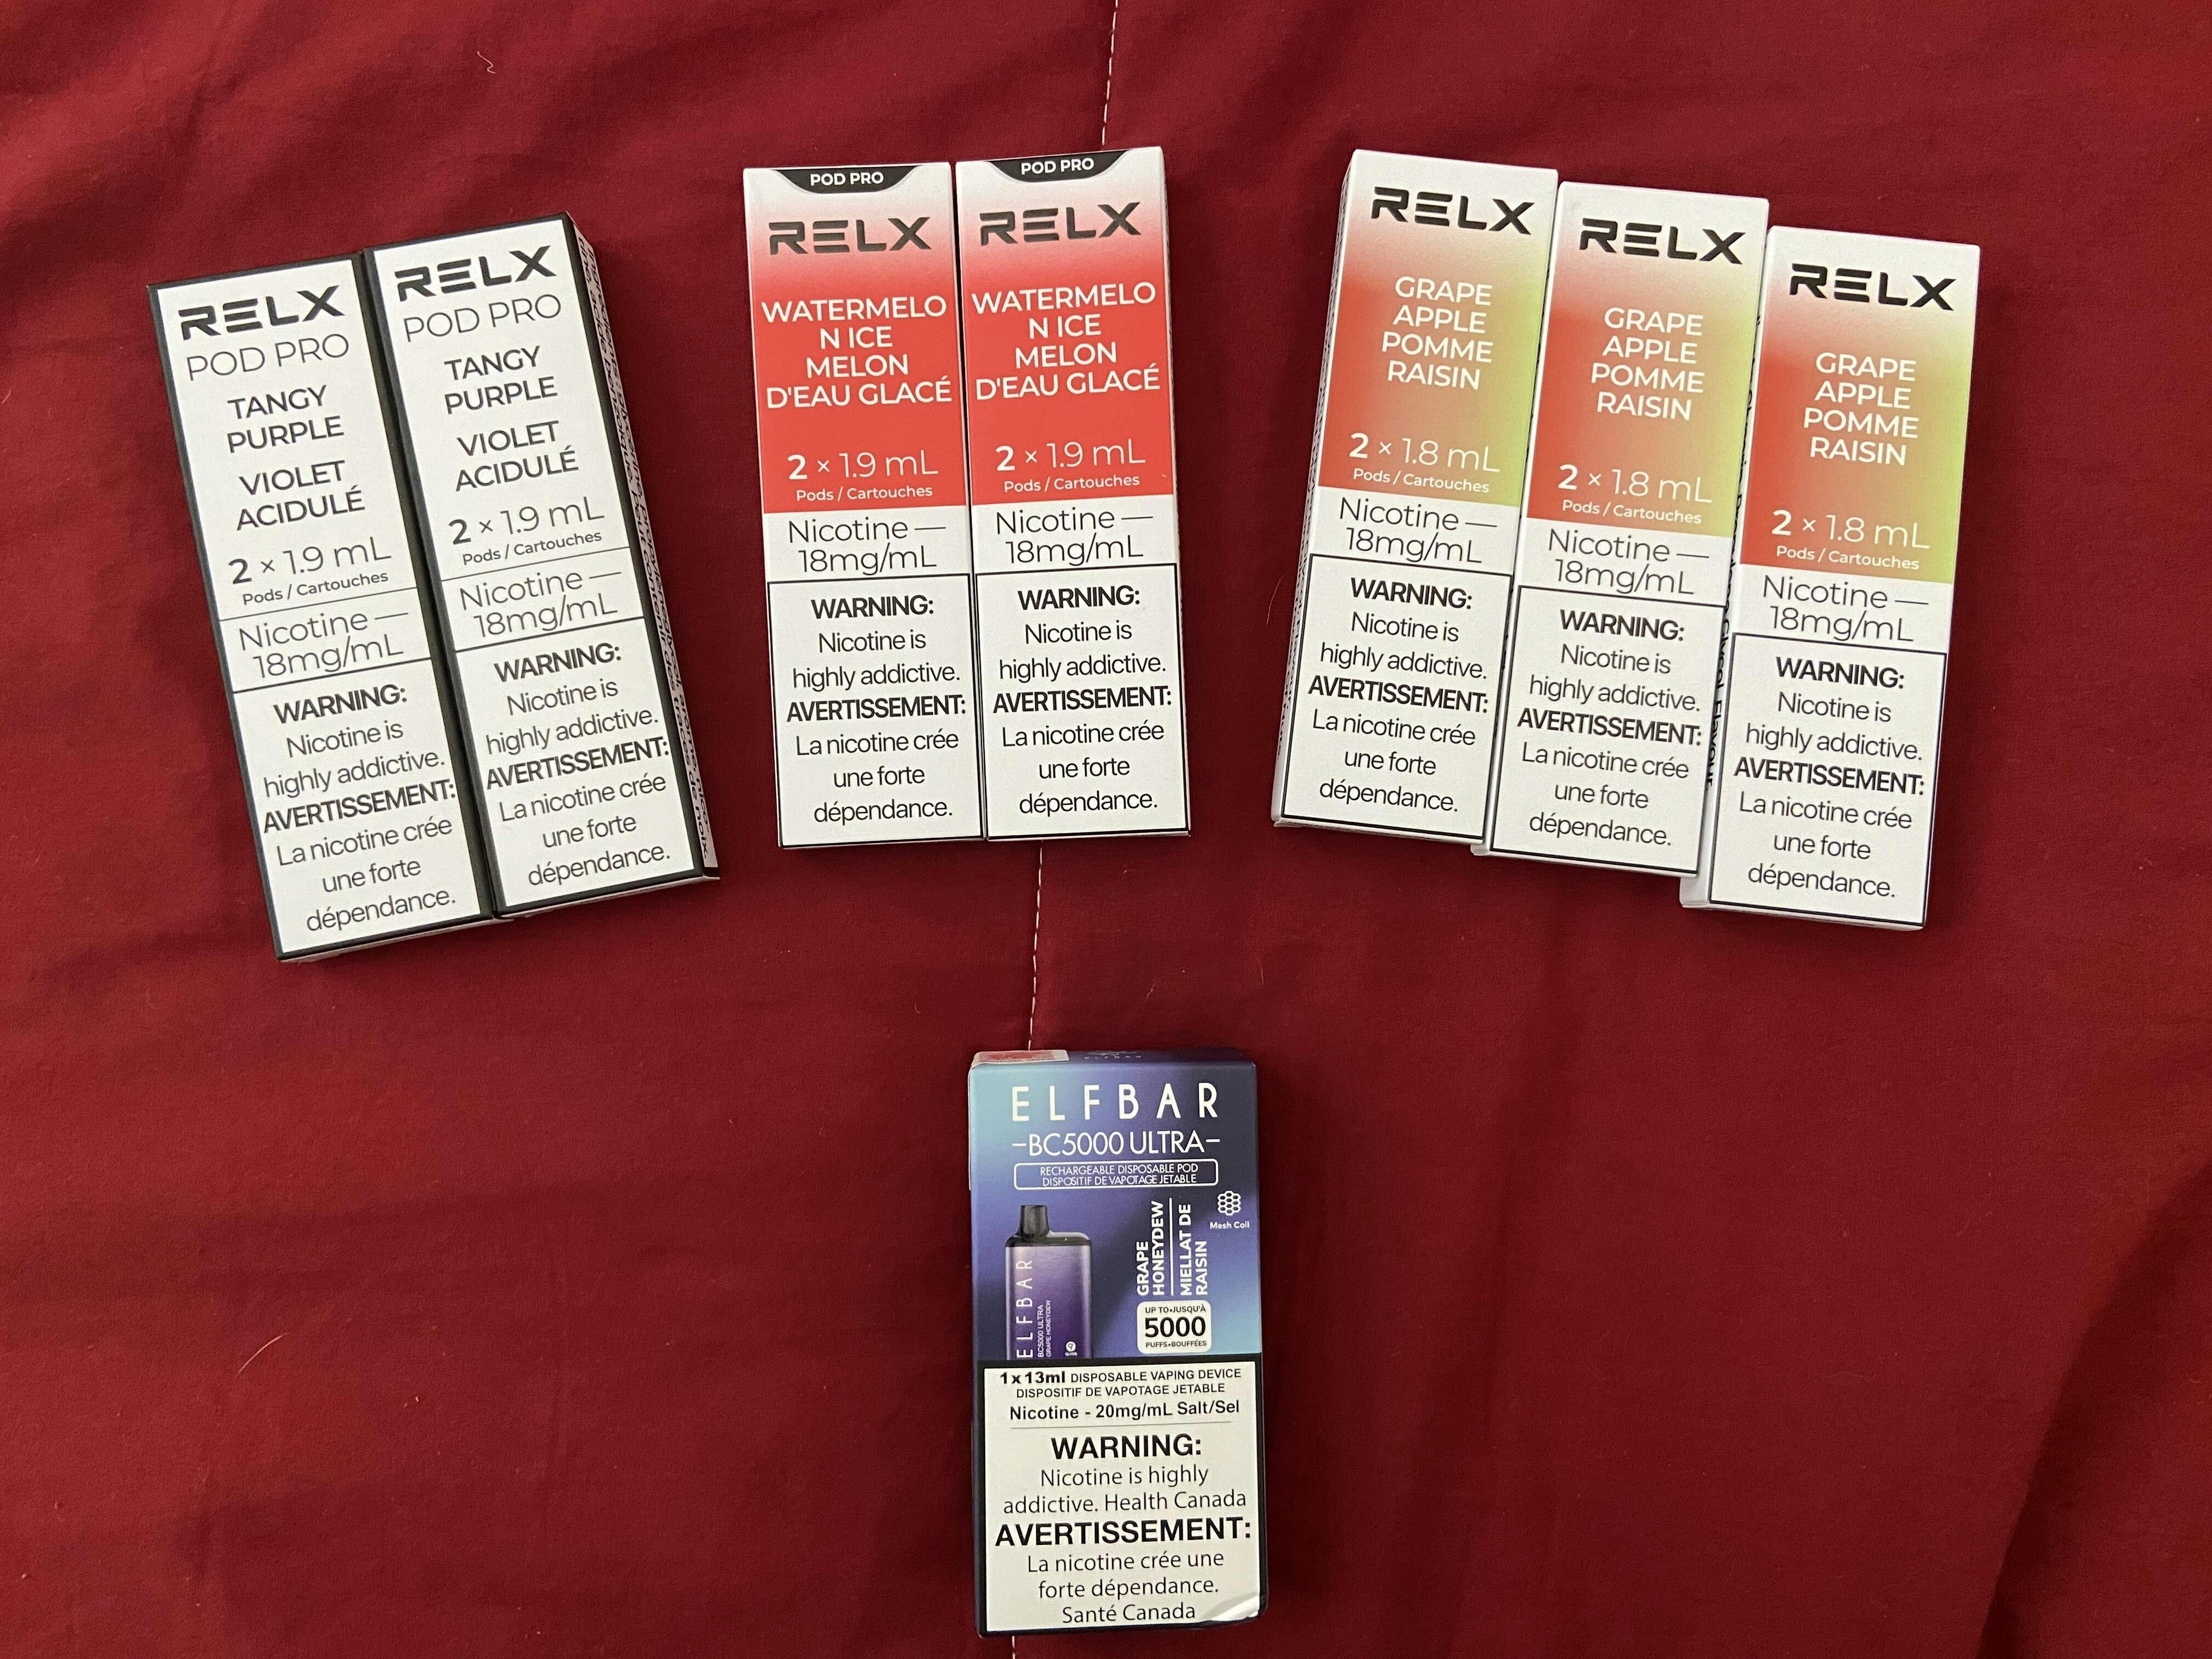 RELX
POD PRO
TANGY
PURPLE
VIOLET
ACIDULÉ
2 × 1.9 mL
Pods / Cartouches
Nicotine —
18mg/mL
WARNING:
Nicotine is
highly addictive.
AVERTISSEMENT:
La nicotine crée
une forte
dépendance.
RELX
POD PRO
TANGY
PURPLE
VIOLET
ACIDULÉ
2 × 1.9 mL
Pods / Cartouches
Nicotine —
18mg/mL
WARNING:
Nicotine is
highly addictive.
AVERTISSEMENT:
La nicotine crée
une forte
dépendance.
POD PRO
RELX
WATERMELO
N ICE
MELON
D'EAU GLACÉ
2 × 1.9 mL
Pods / Cartouches
Nicotine —
18mg/mL
WARNING:
Nicotine is
highly addictive.
AVERTISSEMENT:
La nicotine crée
une forte
dépendance.
POD PRO
RELX
WATERMELO
N ICE
MELON
D'EAU GLACÉ
2 × 1.9 mL
Pods / Cartouches
Nicotine —
18mg/mL
WARNING:
Nicotine is
highly addictive.
AVERTISSEMENT:
La nicotine crée
une forte
dépendance.
RELX
GRAPE
APPLE
POMME
RAISIN
2 × 1.8 mL
Pods / Cartouches
Nicotine —
18mg/mL
WARNING:
Nicotine is
highly addictive.
AVERTISSEMENT:
La nicotine crée
une forte
dépendance.
RELX
GRAPE
APPLE
POMME
RAISIN
2 × 1.8 mL
Pods / Cartouches
Nicotine —
18mg/mL
WARNING:
Nicotine is
highly addictive.
AVERTISSEMENT:
La nicotine crée
une forte
dépendance.
RELX
GRAPE
APPLE
POMME
RAISIN
2 × 1.8 mL
Pods / Cartouches
Nicotine —
18mg/mL
WARNING:
Nicotine is
highly addictive.
AVERTISSEMENT:
La nicotine crée
une forte
dépendance.
ELFBAR
ELFBAR
–BC5000 ULTRA–
RECHARGEABLE DISPOSABLE POD
DISPOSITIF DE VAPOTAGE JETABLE
Mesh Coil
GRAPE
HONEYDEW
MIELLAT DE
RAISIN
ELFBAR
BC5000 ULTRA
GRAPE HONEYDEW
UP TO•JUSQU'À
5000
PUFFS•BOUFFÉES
1 x 13ml DISPOSABLE VAPING DEVICE
DISPOSITIF DE VAPOTAGE JETABLE
Nicotine - 20mg/mL Salt/Sel
WARNING:
Nicotine is highly
addictive. Health Canada
AVERTISSEMENT:
La nicotine crée une
forte dépendance.
Santé Canada